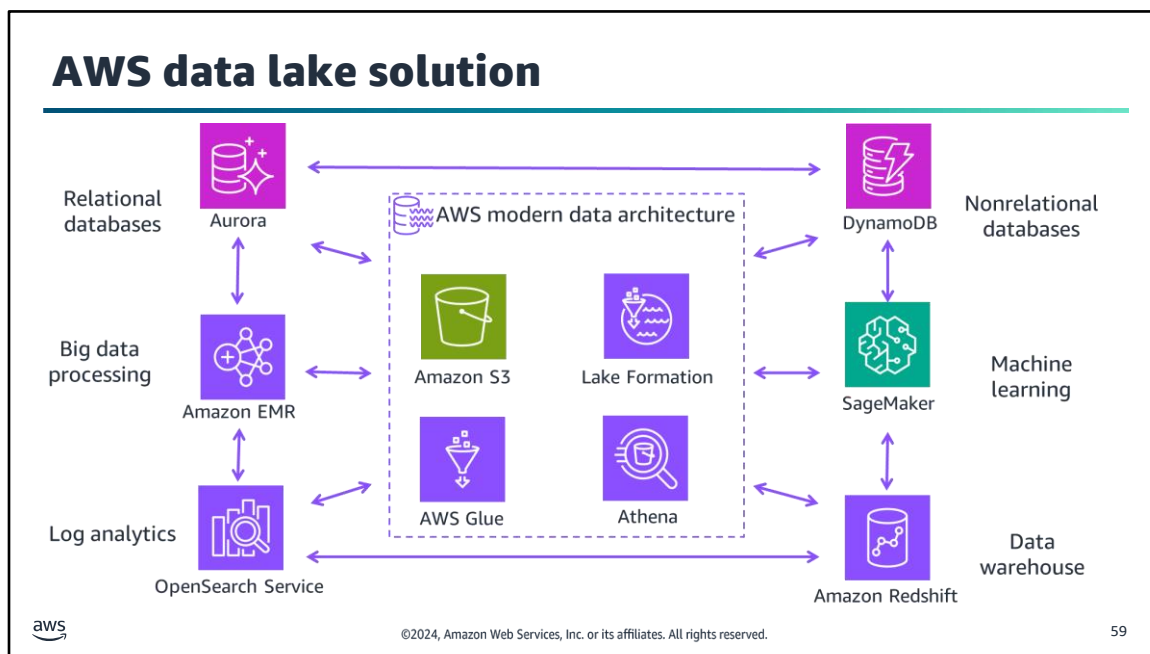 AWS data lake solution
Relational
databases
Aurora
AWS modern data architecture
DynamoDB
Nonrelational
databases
Big data
processing
Amazon EMR
Amazon S3
Lake Formation
SageMaker
Machine
learning
Log analytics
OpenSearch Service
AWS Glue
Athena
Amazon Redshift
Data
warehouse
aws
©2024, Amazon Web Services, Inc. or its affiliates. All rights reserved.
59